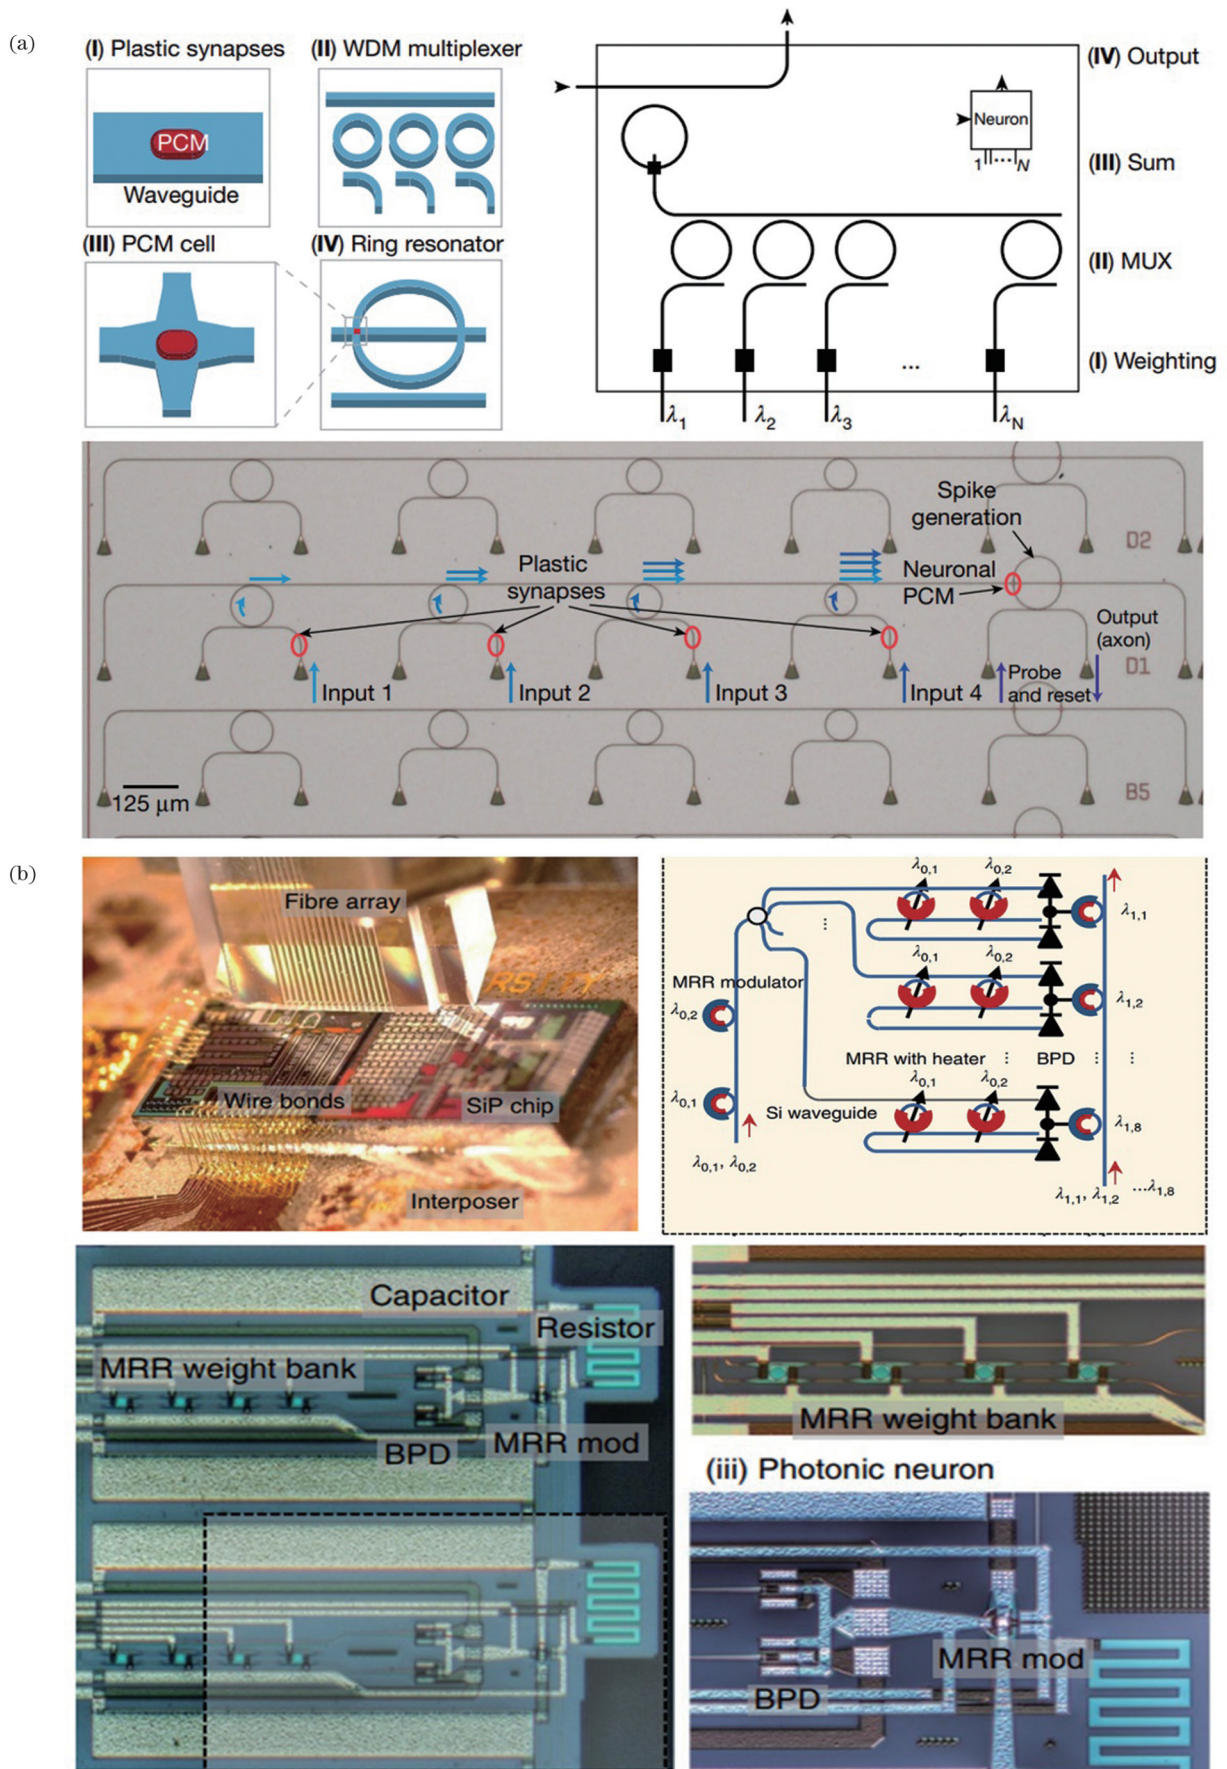 (a)
(I) Plastic synapses
PCM
Waveguide
(II) WDM multiplexer
(III) PCM cell
(IV) Ring resonator
(IV) Output
Neuron
1 ... N
(III) Sum
(II) MUX
(I) Weighting
...
λ1 λ2 λ3 λN
Spike
generation
D2
Plastic
synapses
Neuronal
PCM
Output
(axon)
D1
Input 1
Input 2
Input 3
Input 4
Probe
and reset
125 μm
B5
(b)
Fibre array
RSITY
Wire bonds
SiP chip
Interposer
λ0,1 λ0,2
λ1,1
...
λ0,1 λ0,2
MRR modulator
λ0,2
λ1,2
MRR with heater ... BPD ... ...
λ0,1 λ0,2
λ0,1
Si waveguide
λ1,8
λ0,1, λ0,2
λ1,1, λ1,2 ...λ1,8
Capacitor
Resistor
MRR weight bank
BPD
MRR mod
MRR weight bank
(iii) Photonic neuron
MRR mod
BPD